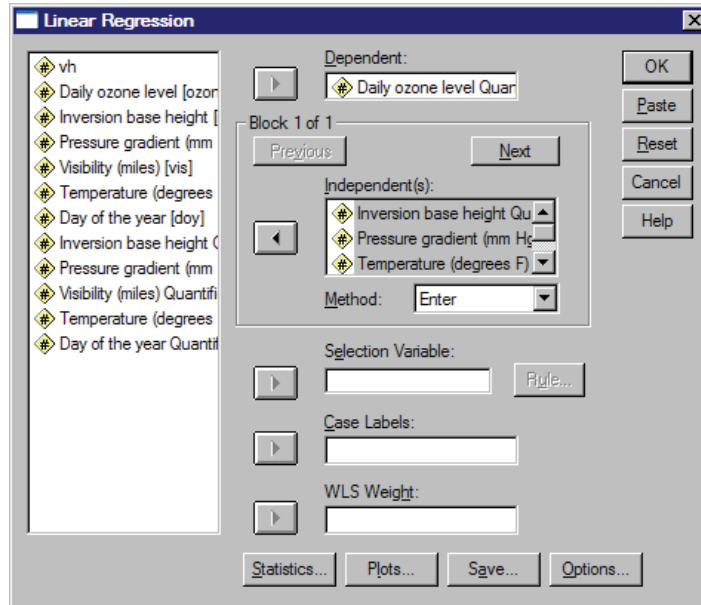 Linear Regression
vh
Daily ozone level [ozon
Inversion base height [
Pressure gradient (mm
Visibility (miles) [vis]
Temperature (degrees
Day of the year [doy]
Inversion base height (
Pressure gradient (mm
Visibility (miles) Quantifi
Temperature (degrees
Day of the year Quantif
Dependent:
Daily ozone level Quan
Block 1 of 1
Previous
Next
Independent(s):
Inversion base height Qu
Pressure gradient (mm Hg
Temperature (degrees F)
Method:
Enter
Selection Variable:
Rule...
Case Labels:
WLS Weight:
Statistics...
Plots...
Save...
Options...
OK
Paste
Reset
Cancel
Help